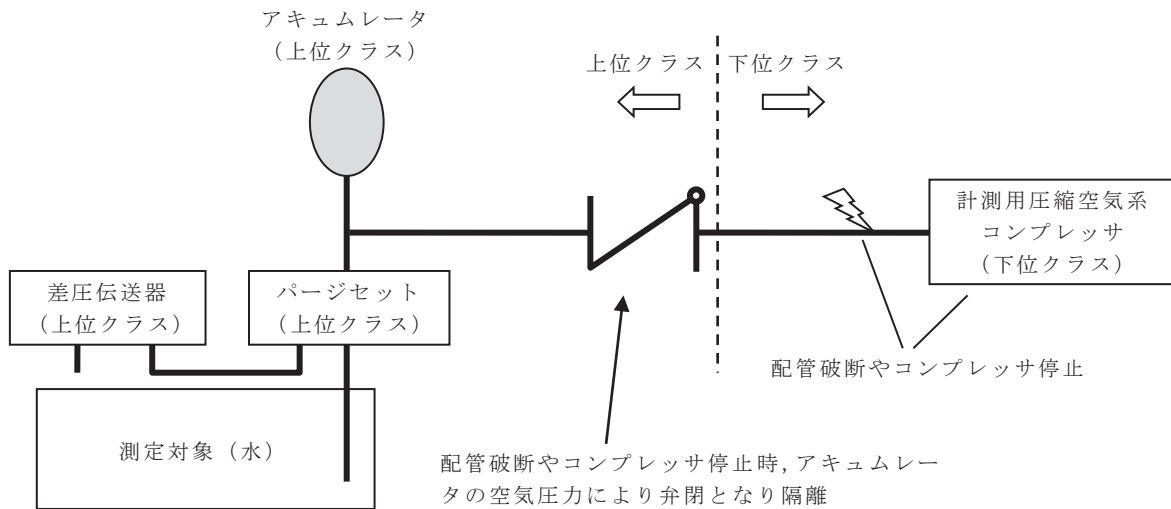 アキュムレータ
（上位クラス）
上位クラス
下位クラス
計測用圧縮空気系
コンプレッサ
（下位クラス）
差圧伝送器
（上位クラス）
パージセット
（上位クラス）
配管破断やコンプレッサ停止
測定対象（水）
配管破断やコンプレッサ停止時，アキュムレー
タの空気圧力により弁閉となり隔離